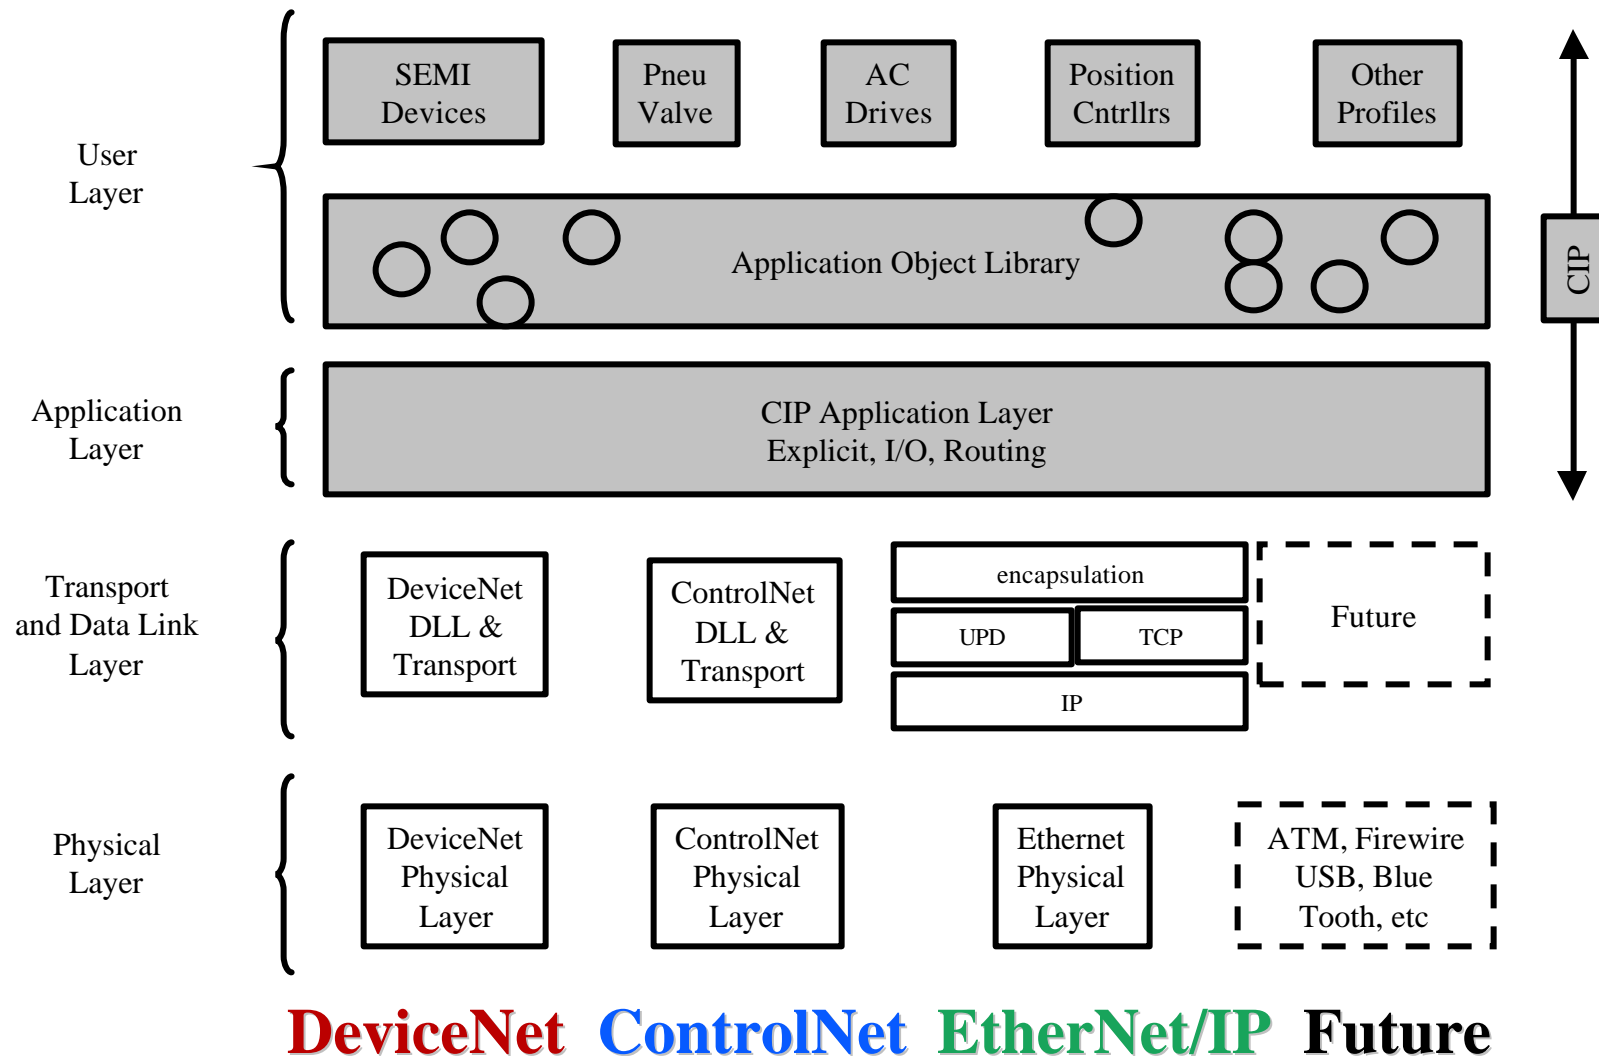 SEMI
Devices
Pneu
Valve
AC
Drives
Position
Cntrllrs
Other
Profiles
User
Layer
Application Object Library
CIP
Application
Layer
CIP Application Layer
Explicit, I/O, Routing
Transport
and Data Link
Layer
DeviceNet
DLL &
Transport
ControlNet
DLL &
Transport
encapsulation
UPD
TCP
IP
Future
Physical
Layer
DeviceNet
Physical
Layer
ControlNet
Physical
Layer
Ethernet
Physical
Layer
ATM, Firewire
USB, Blue
Tooth, etc
DeviceNet ControlNet EtherNet/IP Future